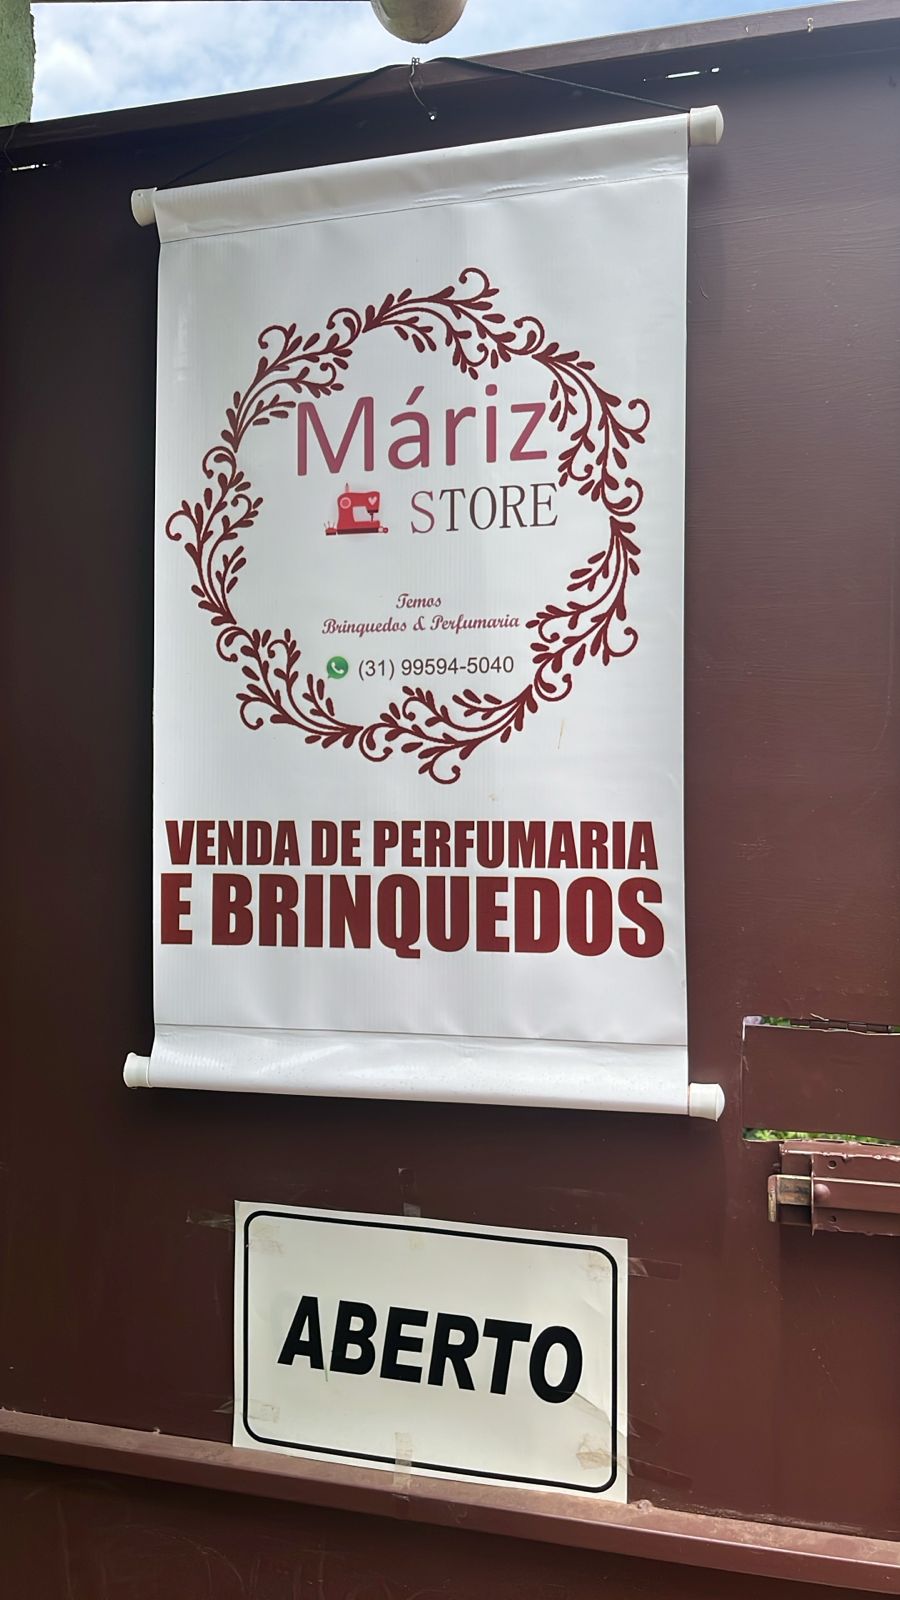 Máriz
STORE
Temos
Brinquedos & Perfumaria
(31) 99594-5040
VENDA DE PERFUMARIA
E BRINQUEDOS
ABERTO